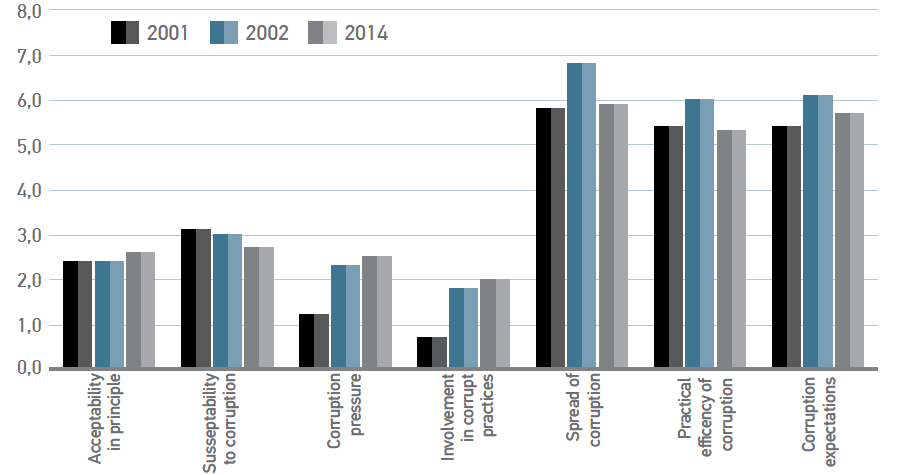 8,0
7,0
6,0
5,0
4,0
3,0
2,0
1,0
0,0
2001
2002
2014
Acceptability
in principle
Susseptability
to corruption
Corruption
pressure
Involvement
in corrupt
practices
Spread of
corruption
Practical
efficency of
corruption
Corruption
expectations